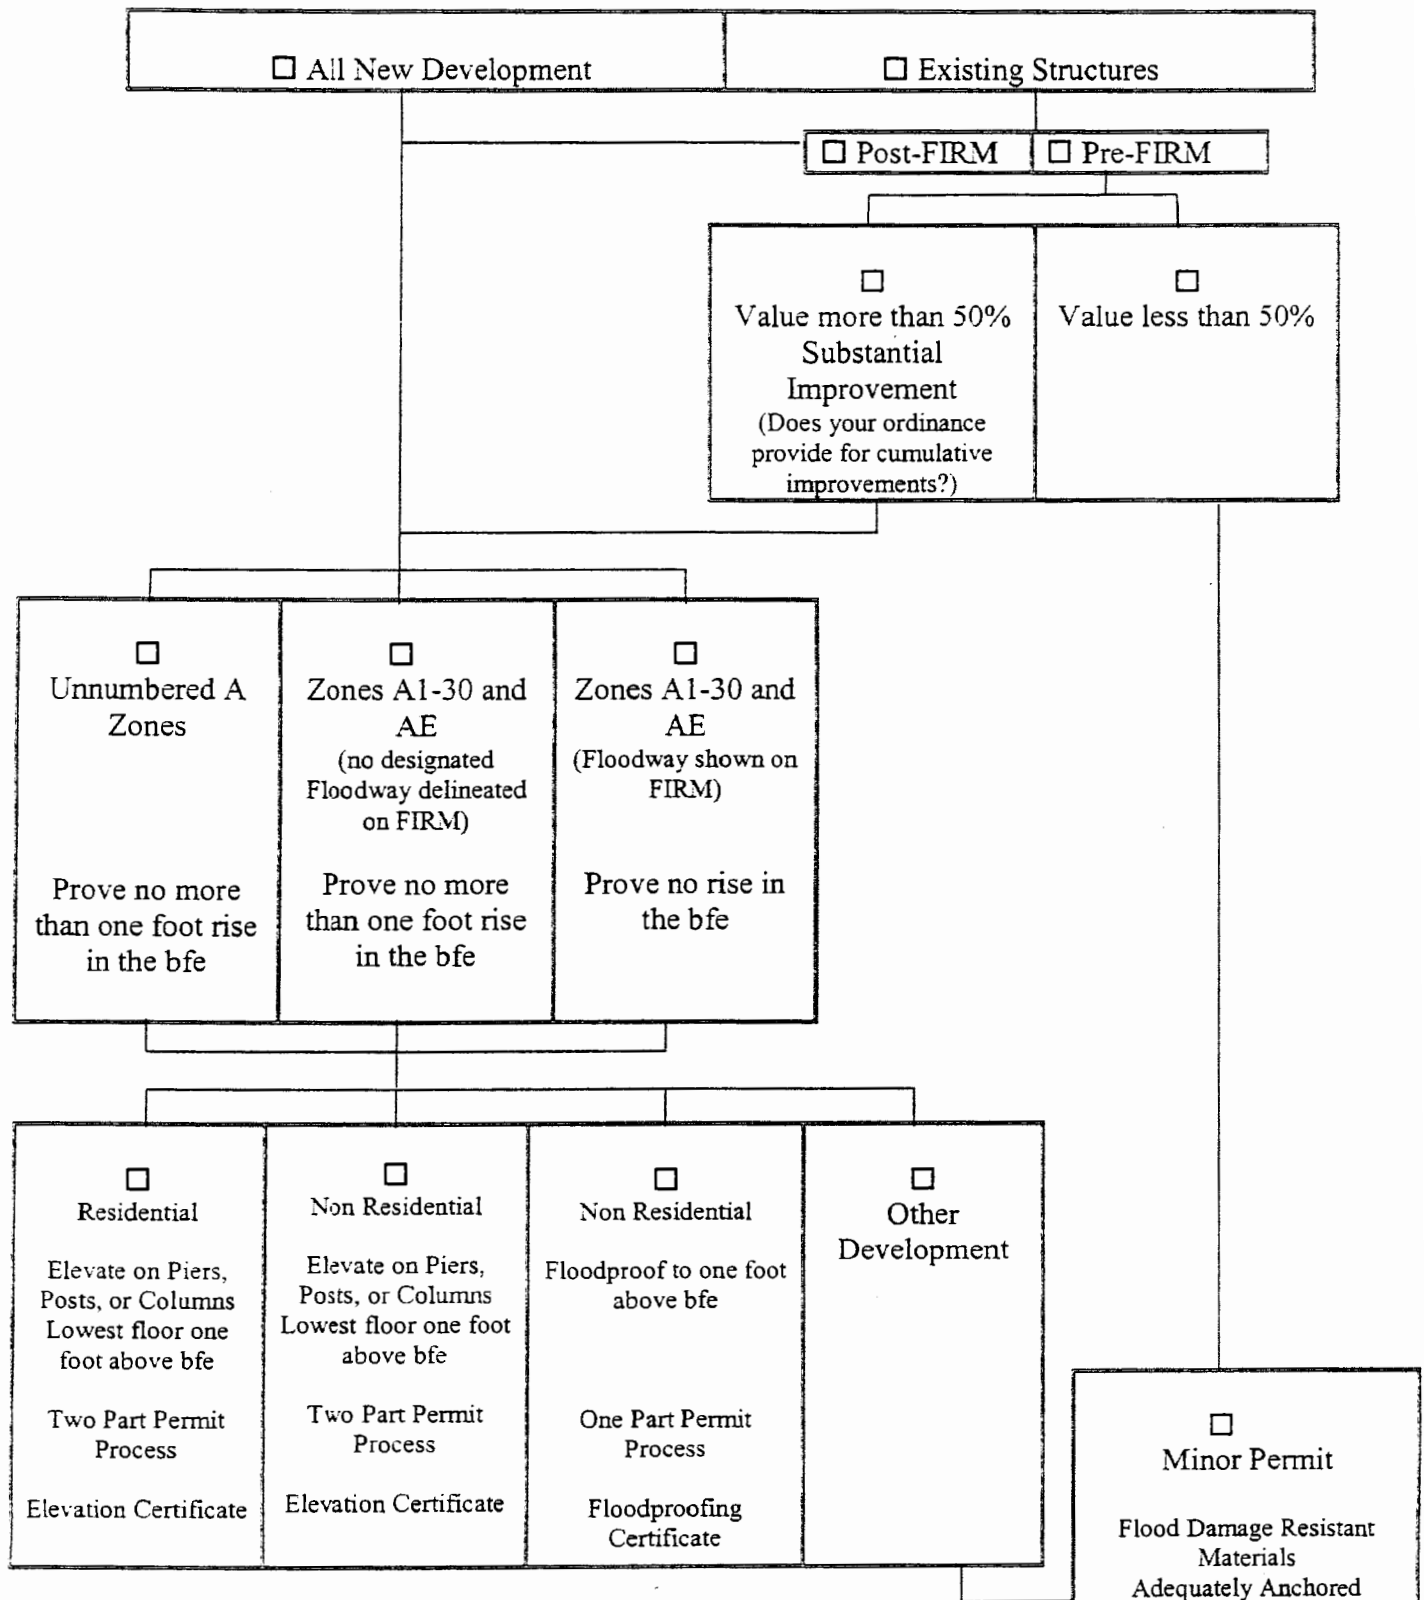 ☐ All New Development
☐ Existing Structures
☐ Post-FIRM
☐ Pre-FIRM
☐
Value more than 50%
Substantial
Improvement
(Does your ordinance
provide for cumulative
improvements?)
☐
Value less than 50%
☐
Unnumbered A
Zones
Prove no more
than one foot rise
in the bfe
☐
Zones A1-30 and
AE
(no designated
Floodway delineated
on FIRM)
Prove no more
than one foot rise
in the bfe
☐
Zones A1-30 and
AE
(Floodway shown on
FIRM)
Prove no rise in
the bfe
☐
Residential
Elevate on Piers,
Posts, or Columns
Lowest floor one
foot above bfe
Two Part Permit
Process
Elevation Certificate
☐
Non Residential
Elevate on Piers,
Posts, or Columns
Lowest floor one foot
above bfe
Two Part Permit
Process
Elevation Certificate
☐
Non Residential
Floodproof to one foot
above bfe
One Part Permit
Process
Floodproofing
Certificate
☐
Other
Development
☐
Minor Permit
Flood Damage Resistant
Materials
Adequately Anchored